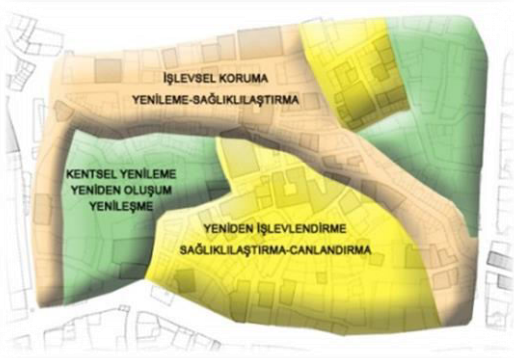 İŞLEVSEL KORUMA
YENİLEME-SAĞLIKLILAŞTIRMA
KENTSEL YENİLEME
YENİDEN OLUŞUM
YENİLEŞME
YENİDEN İŞLEVLENDİRME
SAĞLIKLILAŞTIRMA-CANLANDIRMA